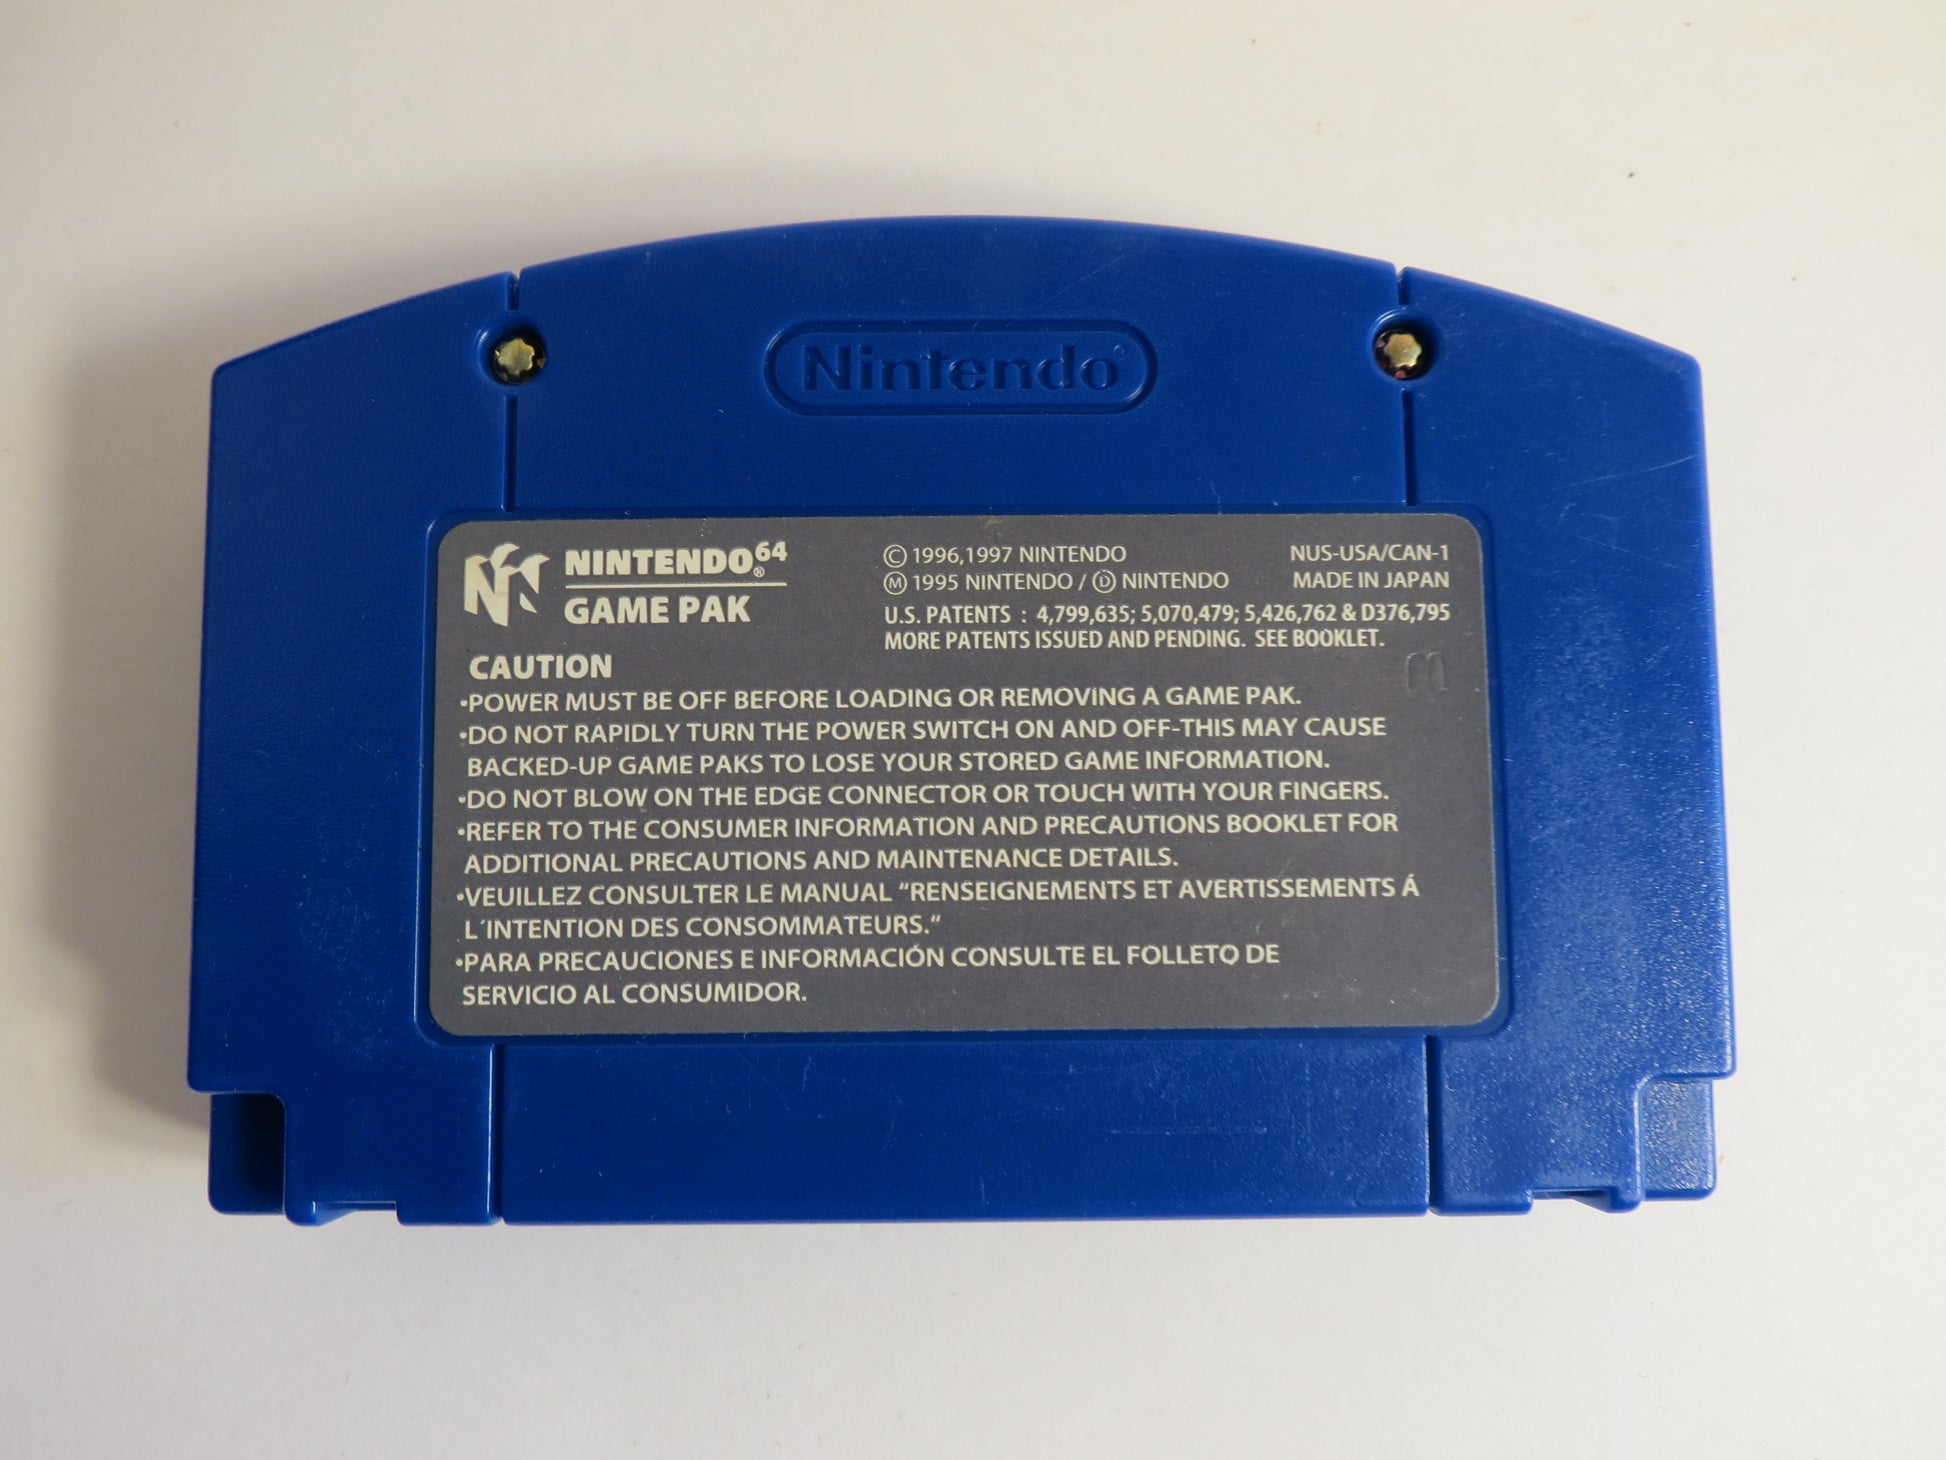 Nintendo
NINTENDO64®
GAME PAK
© 1996,1997 NINTENDO
Ⓜ 1995 NINTENDO / Ⓓ NINTENDO
NUS-USA/CAN-1
MADE IN JAPAN
U.S. PATENTS : 4,799,635; 5,070,479; 5,426,762 & D376,795
MORE PATENTS ISSUED AND PENDING. SEE BOOKLET.
CAUTION
•POWER MUST BE OFF BEFORE LOADING OR REMOVING A GAME PAK.
•DO NOT RAPIDLY TURN THE POWER SWITCH ON AND OFF-THIS MAY CAUSE
BACKED-UP GAME PAKS TO LOSE YOUR STORED GAME INFORMATION.
•DO NOT BLOW ON THE EDGE CONNECTOR OR TOUCH WITH YOUR FINGERS.
•REFER TO THE CONSUMER INFORMATION AND PRECAUTIONS BOOKLET FOR
ADDITIONAL PRECAUTIONS AND MAINTENANCE DETAILS.
•VEUILLEZ CONSULTER LE MANUAL "RENSEIGNEMENTS ET AVERTISSEMENTS Á
L´INTENTION DES CONSOMMATEURS."
•PARA PRECAUCIONES E INFORMACIÓN CONSULTE EL FOLLETO DE
SERVICIO AL CONSUMIDOR.